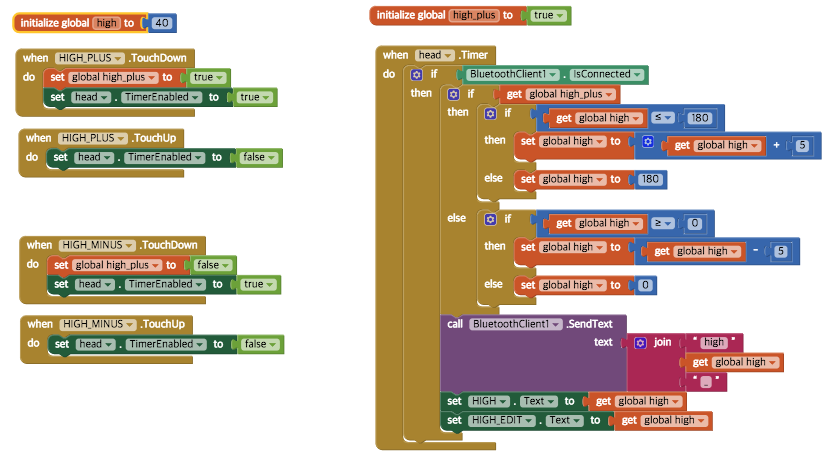 initialize global high to 40
when HIGH_PLUS .TouchDown
do set global high_plus to true
set head . TimerEnabled to true
when HIGH_PLUS .TouchUp
do set head . TimerEnabled to false
when HIGH_MINUS .TouchDown
do set global high_plus to false
set head . TimerEnabled to true
when HIGH_MINUS .TouchUp
do set head . TimerEnabled to false
initialize global high_plus to true
when head .Timer
do if BluetoothClient1 . IsConnected
then if get global high_plus
then if get global high ≤ 180
then set global high to get global high + 5
else set global high to 180
else if get global high ≥ 0
then set global high to get global high - 5
else set global high to 0
call BluetoothClient1 .SendText
text join " high "
get global high
" _ "
set HIGH . Text to get global high
set HIGH_EDIT . Text to get global high